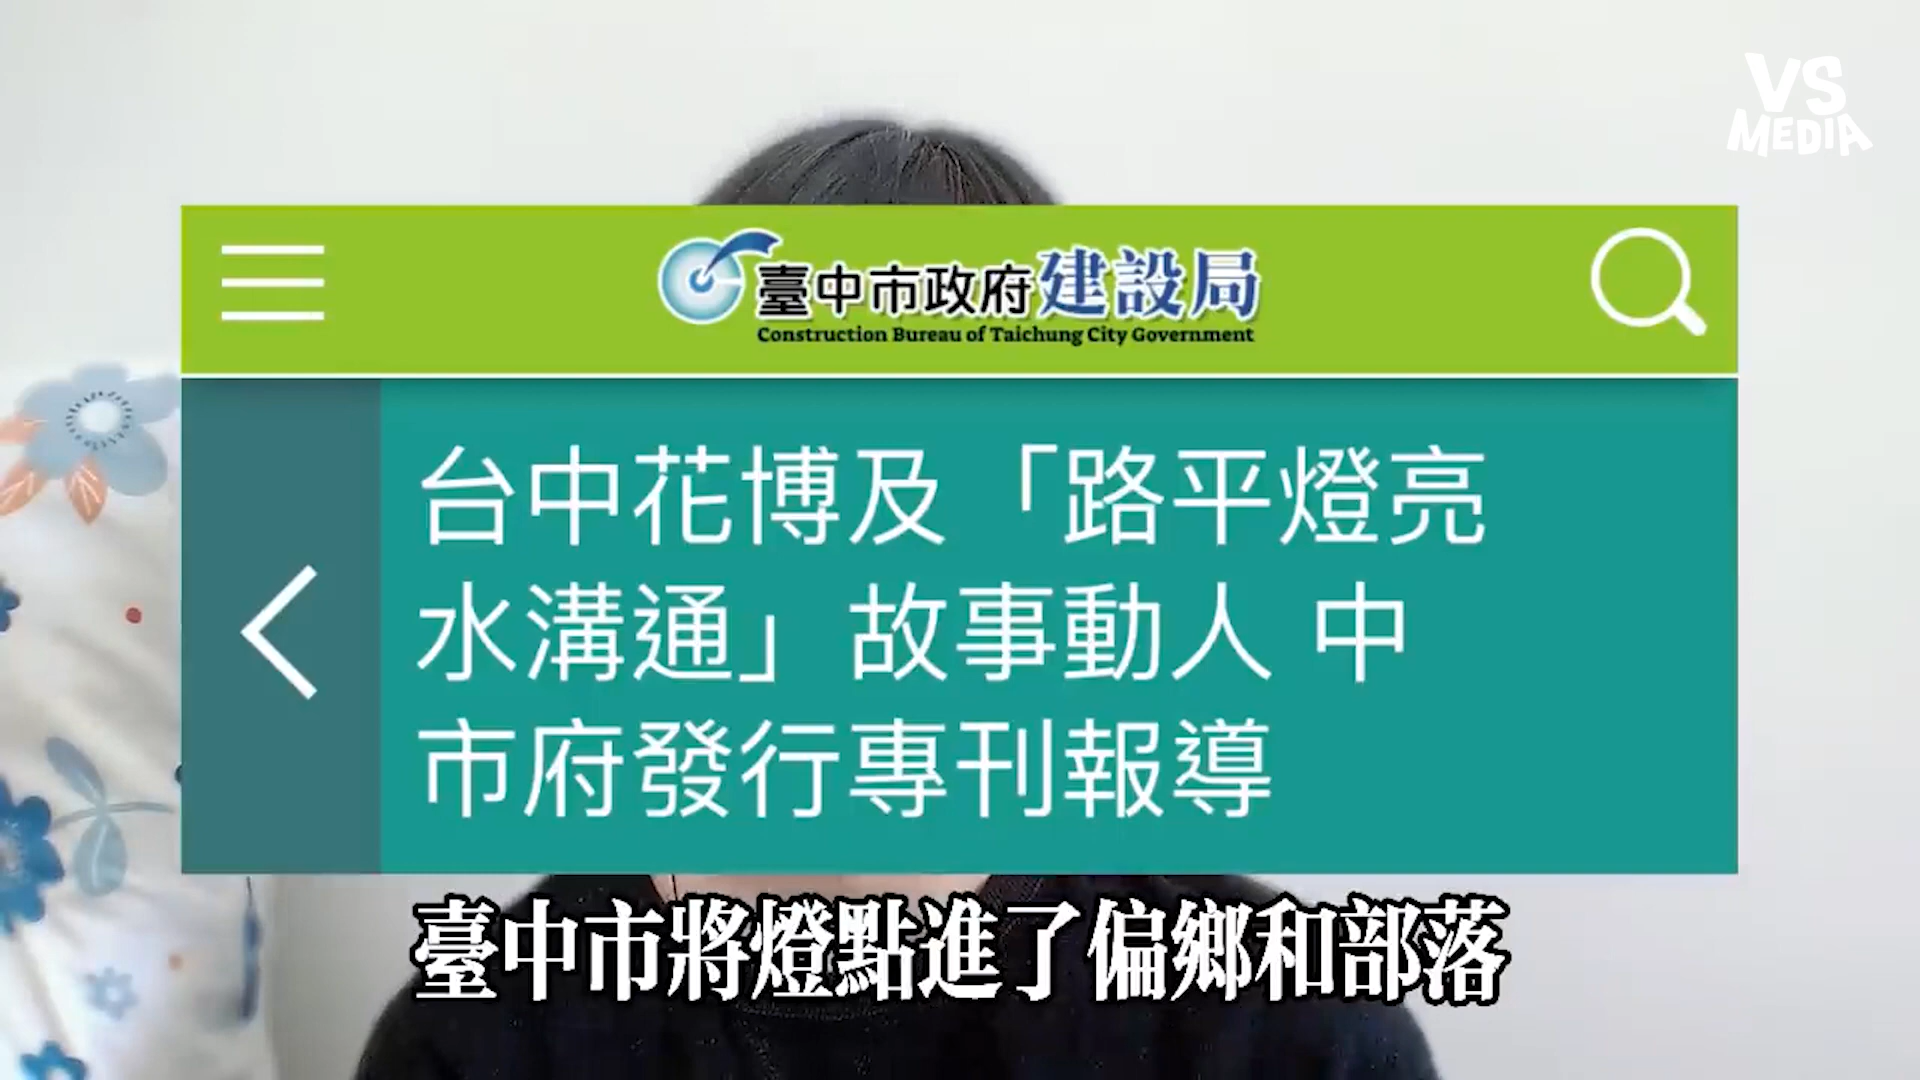 VS
MEDIA
臺中市政府建設局
Construction Bureau of Taichung City Government
台中花博及「路平燈亮
水溝通」故事動人 中
市府發行專刊報導
臺中市將燈點進了偏鄉和部落